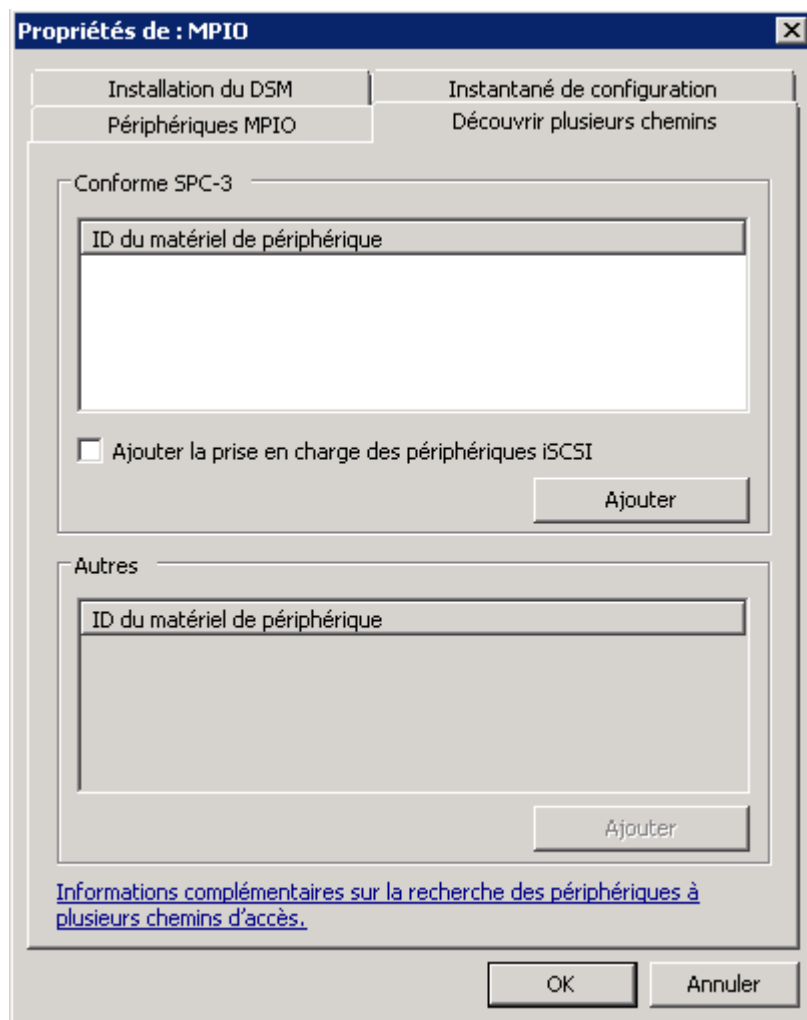 Propriétés de : MPIO
Installation du DSM
Instantané de configuration
Périphériques MPIO
Découvrir plusieurs chemins
Conforme SPC-3
ID du matériel de périphérique
Ajouter la prise en charge des périphériques iSCSI
Ajouter
Autres
ID du matériel de périphérique
Ajouter
Informations complémentaires sur la recherche des périphériques à
plusieurs chemins d'accès.
OK
Annuler